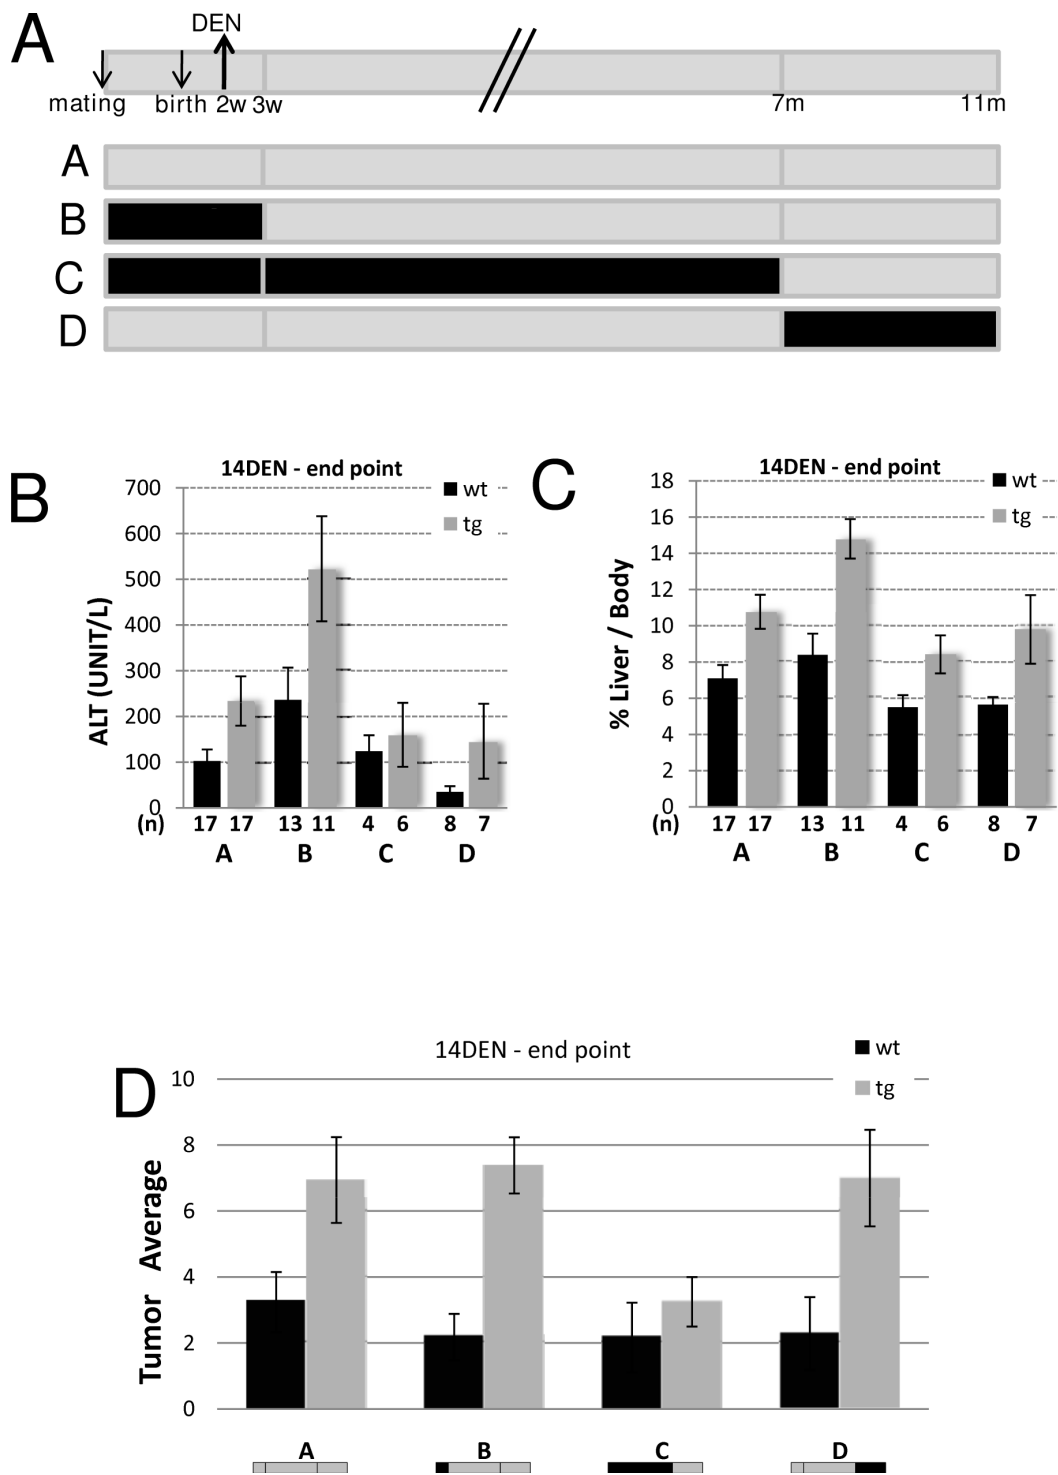 A
DEN
mating birth 2w 3w 7m 11m
A
B
C
D
B
14DEN - end point
wt
tg
ALT (UNIT/L)
700
600
500
400
300
200
100
0
(n) 17 17 13 11 4 6 8 7
A B C D
C
14DEN - end point
wt
tg
% Liver / Body
18
16
14
12
10
8
6
4
2
0
(n) 17 17 13 11 4 6 8 7
A B C D
D
14DEN - end point
wt
tg
Tumor Average
10
8
6
4
2
0
A B C D